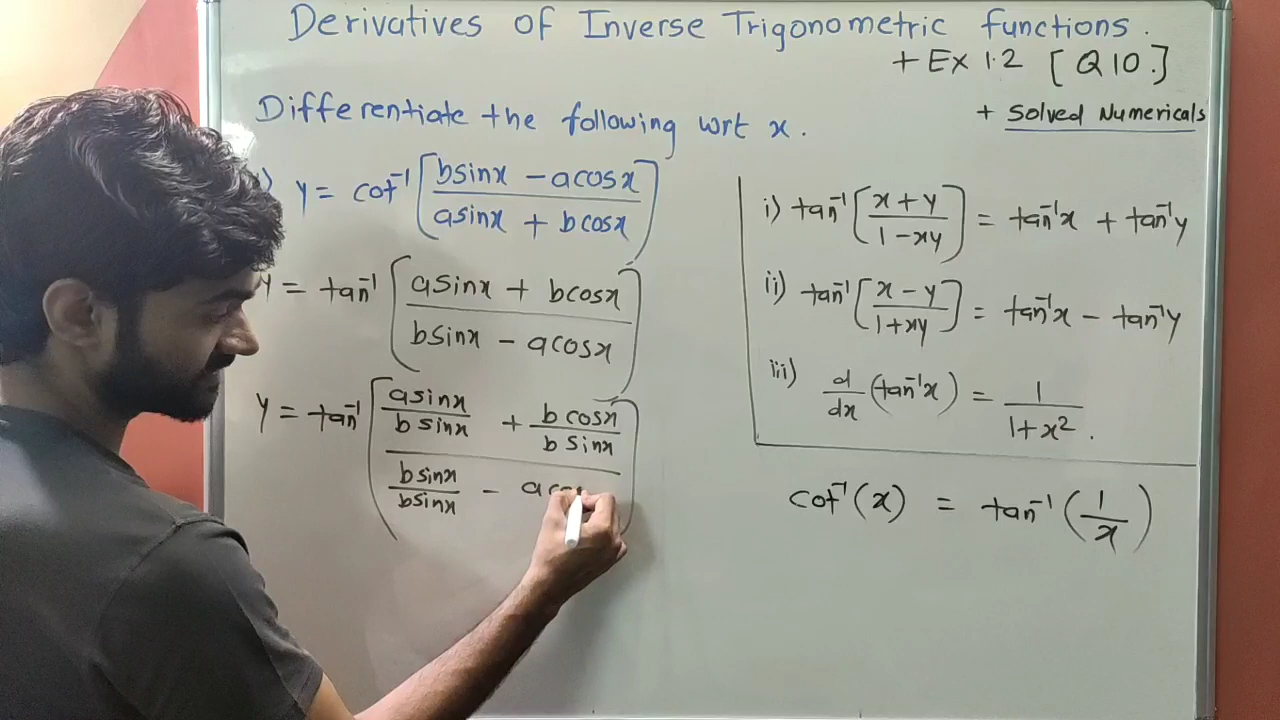 Derivatives of Inverse Trigonometric functions.
+ Ex 1.2 [Q10.]
+ Solved Numericals
Differentiate the following wrt x.
) Y = cot⁻¹ [bsinx - acosx / asinx + bcosx]
Y = tan⁻¹ [asinx + bcosx / bsinx - acosx]
Y = tan⁻¹ [asinx / bsinx + bcosx / bsinx / bsinx / bsinx - acos
i) tan⁻¹ [x + y / 1 - xy] = tan⁻¹x + tan⁻¹y
ii) tan⁻¹ [x - y / 1 + xy] = tan⁻¹x - tan⁻¹y
iii) d/dx (tan⁻¹x) = 1 / 1 + x².
cot⁻¹(x) = tan⁻¹(1/x)